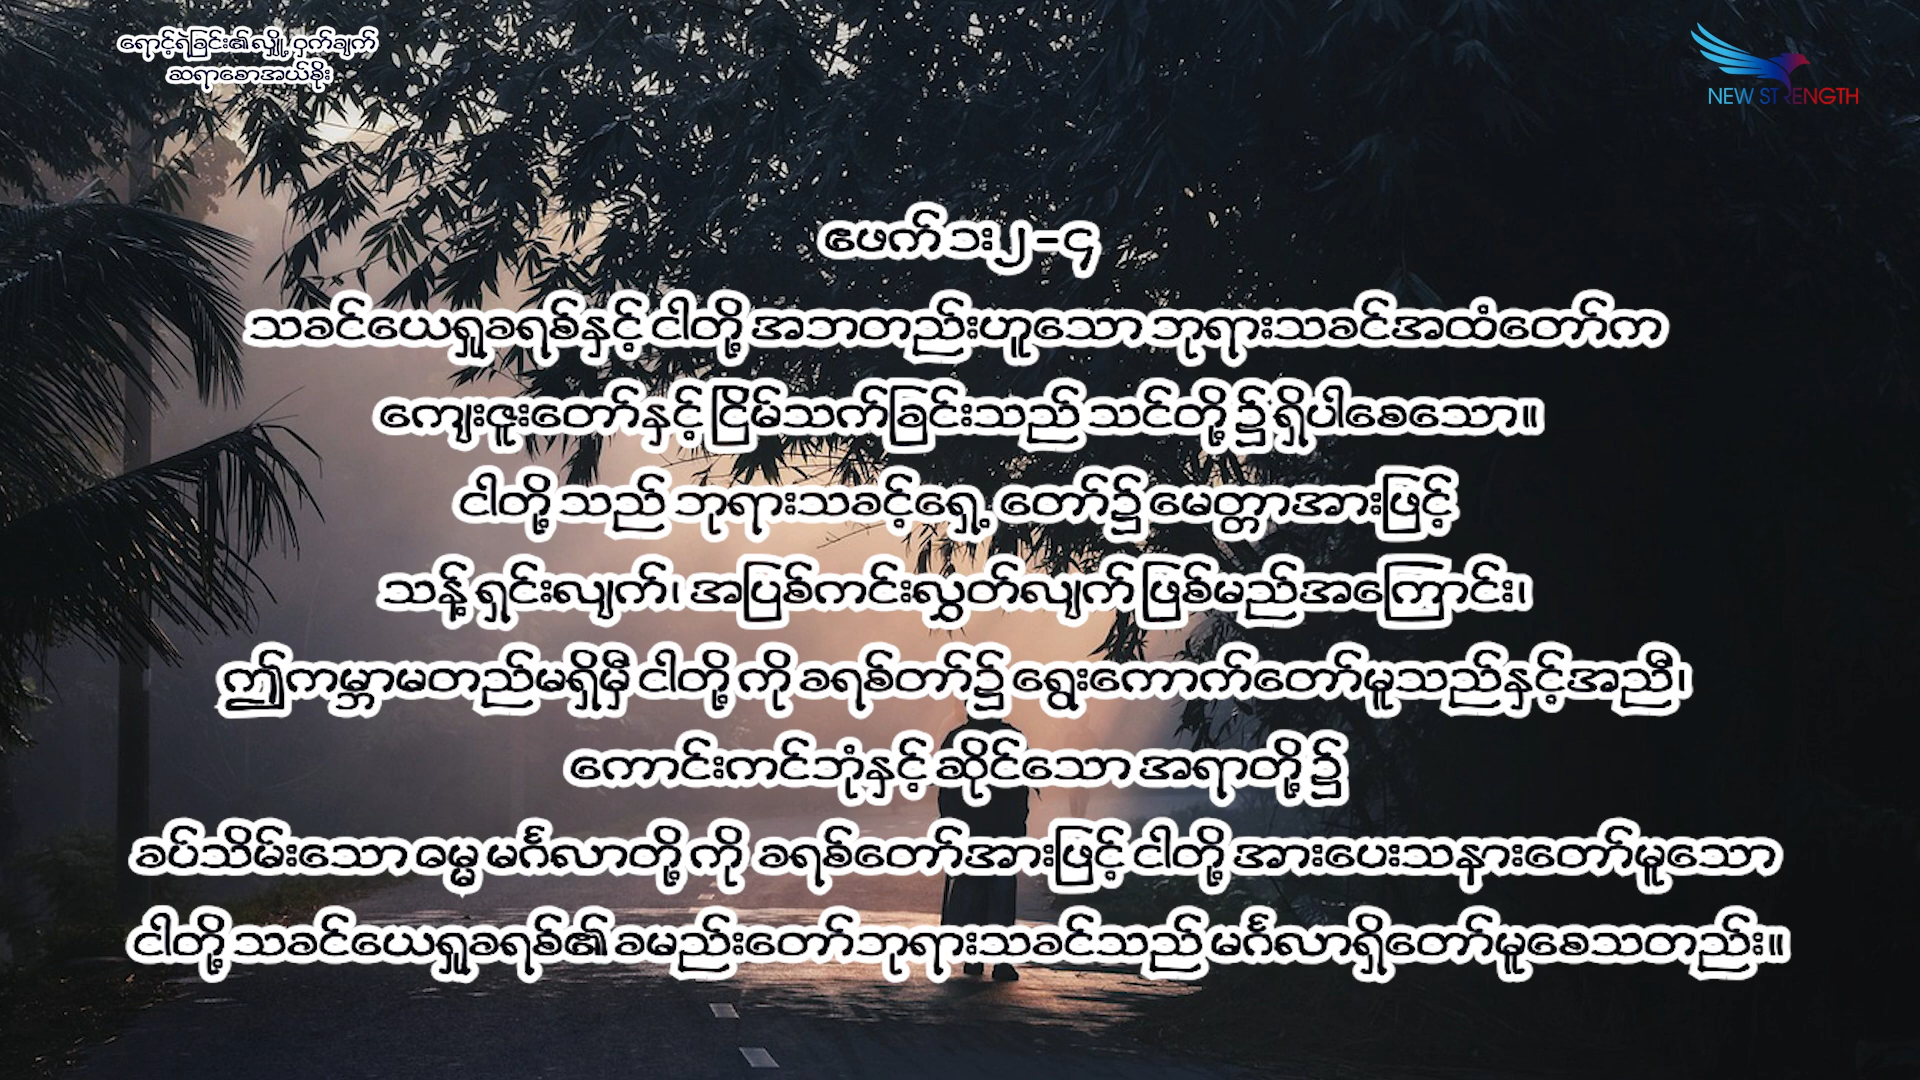 ရောင့်ရဲခြင်း၏လျှို့ဝှက်ချက်
ဆရာစောအယ်ခိုး
NEW STRENGTH
ဧဖက် ၁း၂-၄
သခင်ယေရှုခရစ်နှင့် ငါတို့ အဘတည်းဟူသော ဘုရားသခင်အထံတော်က
ကျေးဇူးတော်နှင့် ငြိမ်သက်ခြင်းသည် သင်တို့၌ ရှိပါစေသော။
ငါတို့သည် ဘုရားသခင့်ရှေ့ တော်၌ မေတ္တာအားဖြင့်
သန့်ရှင်းလျက်၊ အပြစ်ကင်းလွှတ်လျက် ဖြစ်မည်အကြောင်း၊
ဤကမ္ဘာမတည်မရှိမှီ ငါတို့ကို ခရစ်တာ်၌ ရွေးကောက်တော်မူသည်နှင့်အညီ၊
ကောင်းကင်ဘုံနှင့် ဆိုင်သော အရာတို့၌
ခပ်သိမ်းသော ဓမ္မ မင်္ဂလာတို့ကို ခရစ်တော်အားဖြင့် ငါတို့အားပေးသနားတော်မူသော
ငါတို့သခင်ယေရှုခရစ်၏ ခမည်းတော်ဘုရားသခင်သည် မင်္ဂလာရှိတော်မူစေသတည်း။